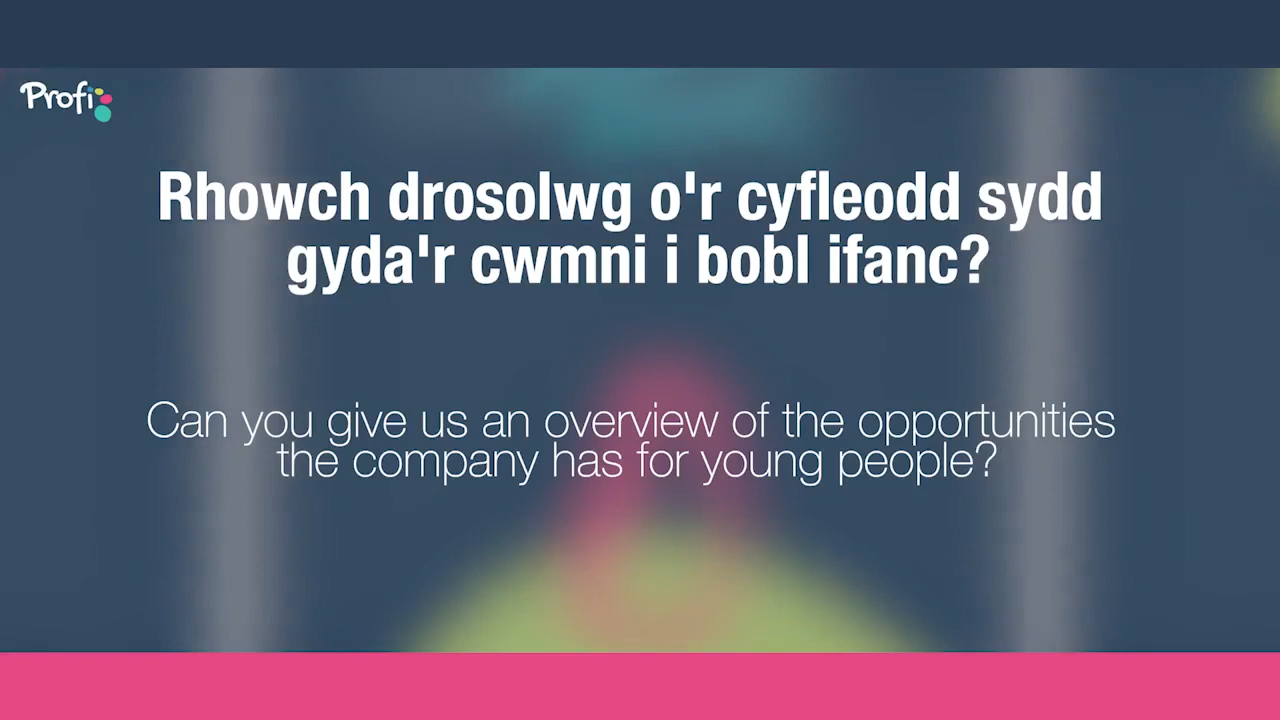 Profi
Rhowch drosolwg o'r cyfleodd sydd
gyda'r cwmni i bobl ifanc?
Can you give us an overview of the opportunities
the company has for young people?